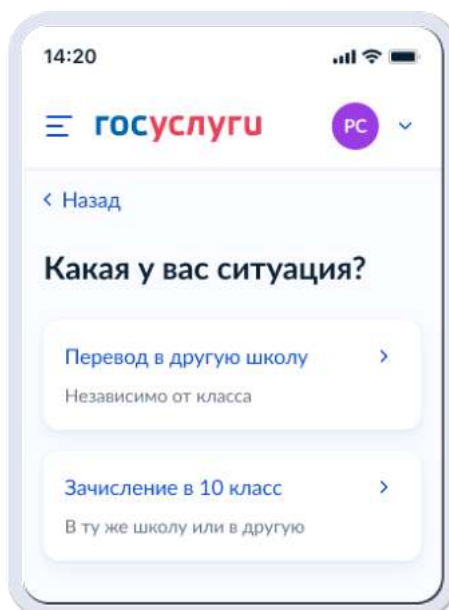 14:20
госуслуги
РС
Назад
Какая у вас ситуация?
Перевод в другую школу
Независимо от класса
Зачисление в 10 класс
В ту же школу или в другую